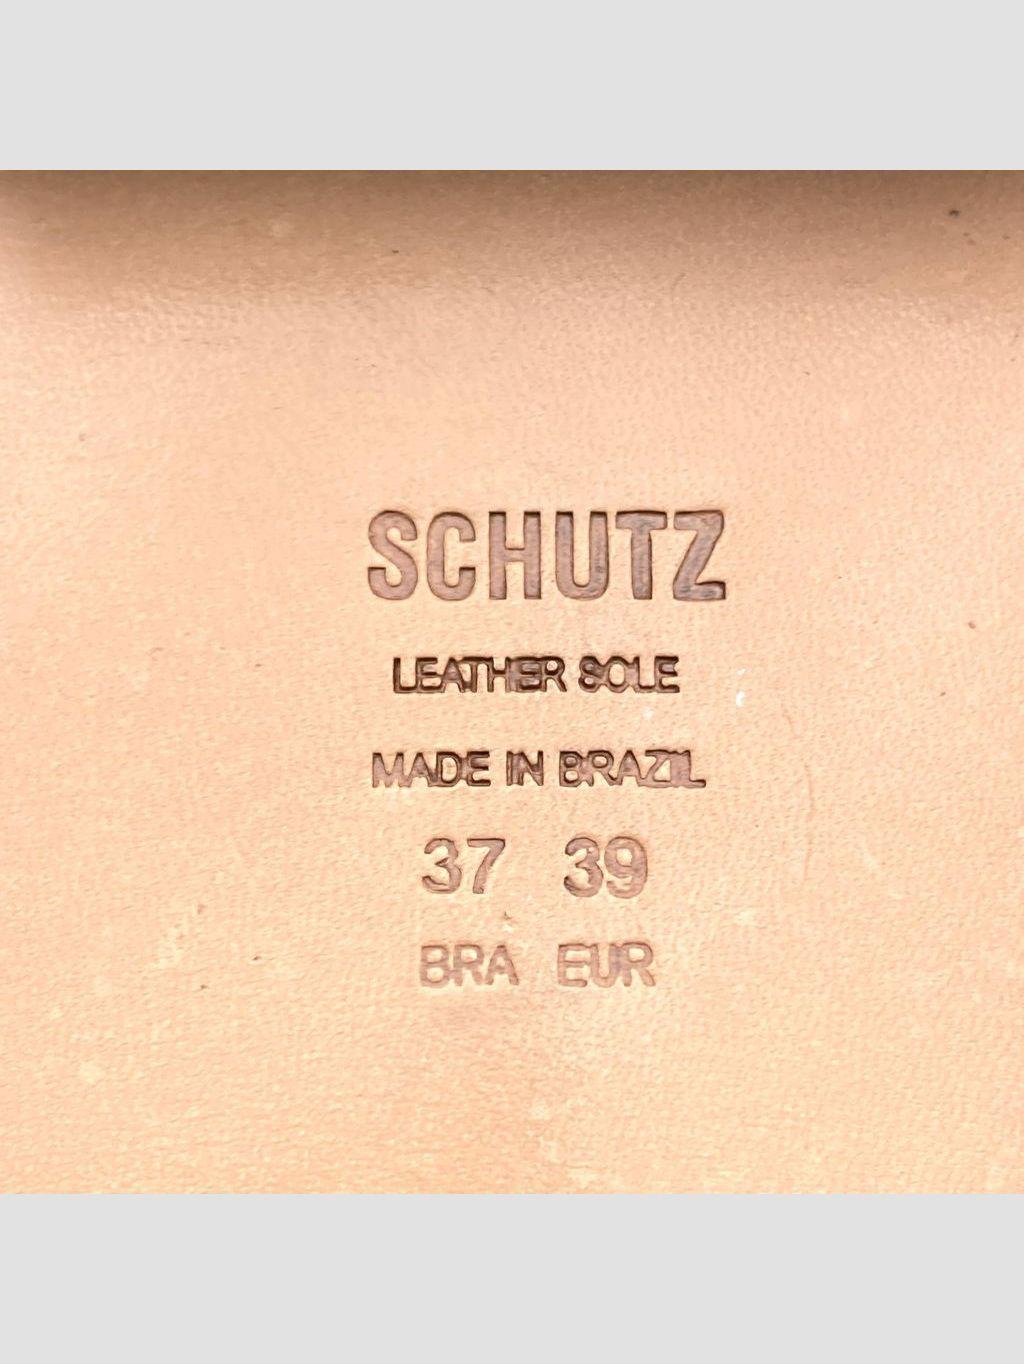 SCHUTZ
LEATHER SOLE
MADE IN BRAZIL
37 39
BRA EUR